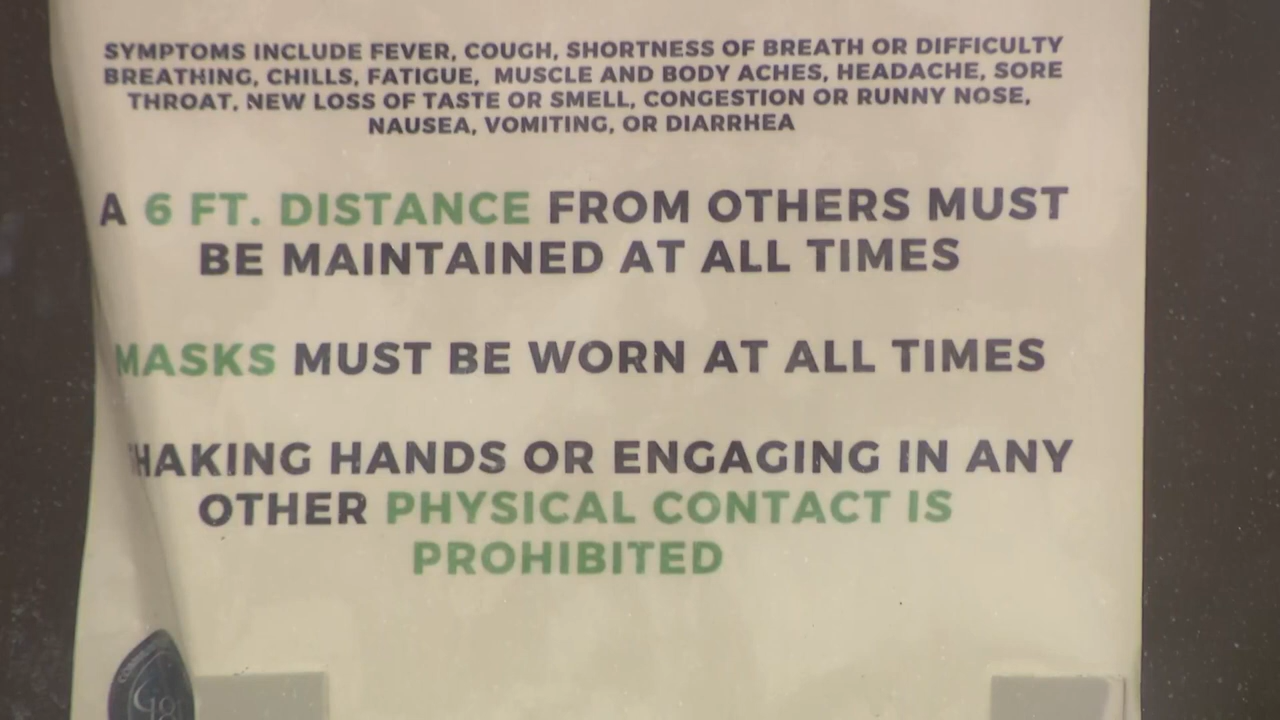 SYMPTOMS INCLUDE FEVER, COUGH, SHORTNESS OF BREATH OR DIFFICULTY
BREATHING, CHILLS, FATIGUE, MUSCLE AND BODY ACHES, HEADACHE, SORE
THROAT, NEW LOSS OF TASTE OR SMELL, CONGESTION OR RUNNY NOSE,
NAUSEA, VOMITING, OR DIARRHEA
A 6 FT. DISTANCE FROM OTHERS MUST
BE MAINTAINED AT ALL TIMES
MASKS MUST BE WORN AT ALL TIMES
HAKING HANDS OR ENGAGING IN ANY
OTHER PHYSICAL CONTACT IS
PROHIBITED